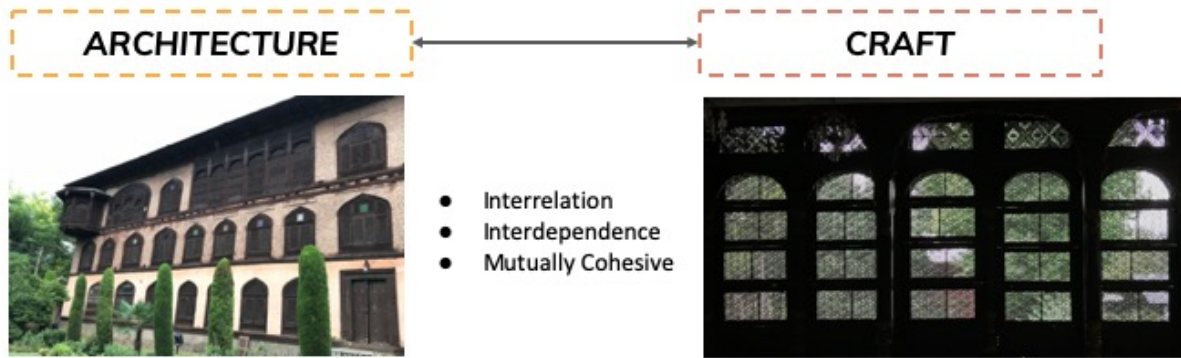 ARCHITECTURE
CRAFT
● Interrelation
● Interdependence
● Mutually Cohesive